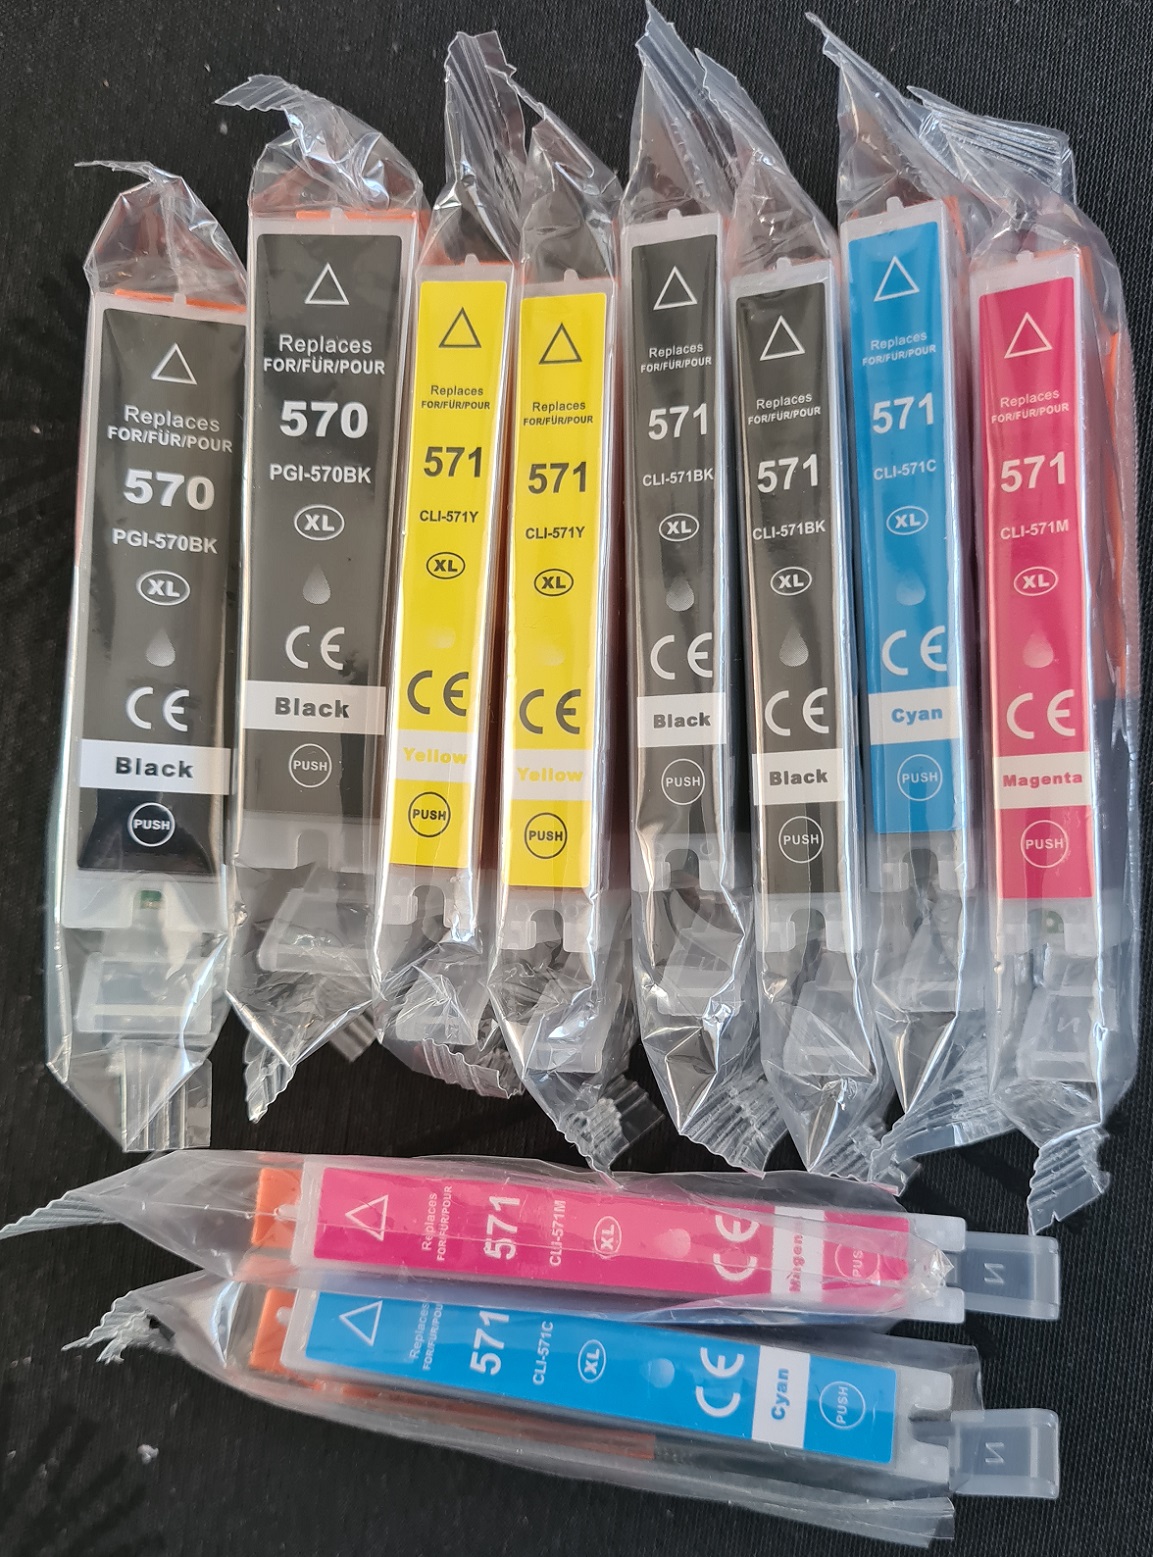 Replaces
FOR/FÜR/POUR
570
PGI-570BK
XL
CE
Black
PUSH
Replaces
FOR/FÜR/POUR
570
PGI-570BK
XL
CE
Black
PUSH
Replaces
FOR/FÜR/POUR
571
CLI-571Y
XL
CE
Yellow
PUSH
Replaces
FOR/FÜR/POUR
571
CLI-571Y
XL
CE
Yellow
PUSH
Replaces
FOR/FÜR/POUR
571
CLI-571BK
XL
CE
Black
PUSH
Replaces
FOR/FÜR/POUR
571
CLI-571BK
XL
CE
Black
PUSH
Replaces
FOR/FÜR/POUR
571
CLI-571C
XL
CE
Cyan
PUSH
Replaces
FOR/FÜR/POUR
571
CLI-571M
XL
CE
Magenta
PUSH
Replaces
FOR/FÜR/POUR
571
CLI-571M
XL
CE
Replaces
FOR/FÜR/POUR
571
CLI-571C
XL
CE
Cyan
PUSH